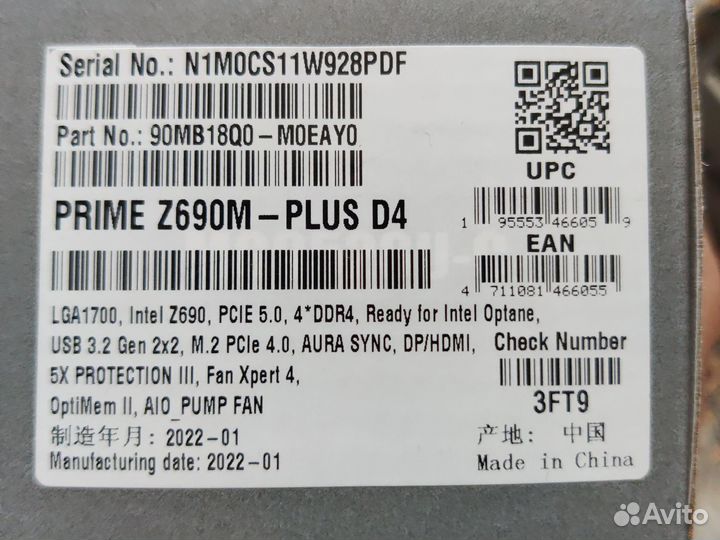 Serial No.: N1M0CS11W928PDF
Part No.: 90MB18Q0-M0EAY0
PRIME Z690M-PLUS D4
UPC
1 95553 46605 9
EAN
4 711081 466055
LGA1700, Intel Z690, PCIE 5.0, 4*DDR4, Ready for Intel Optane,
USB 3.2 Gen 2x2, M.2 PCIe 4.0, AURA SYNC, DP/HDMI,
5X PROTECTION III, Fan Xpert 4,
OptiMem II, AIO_PUMP FAN
Check Number
3FT9
制造年月: 2022-01
Manufacturing date: 2022-01
产地: 中国
Made in China
Avito